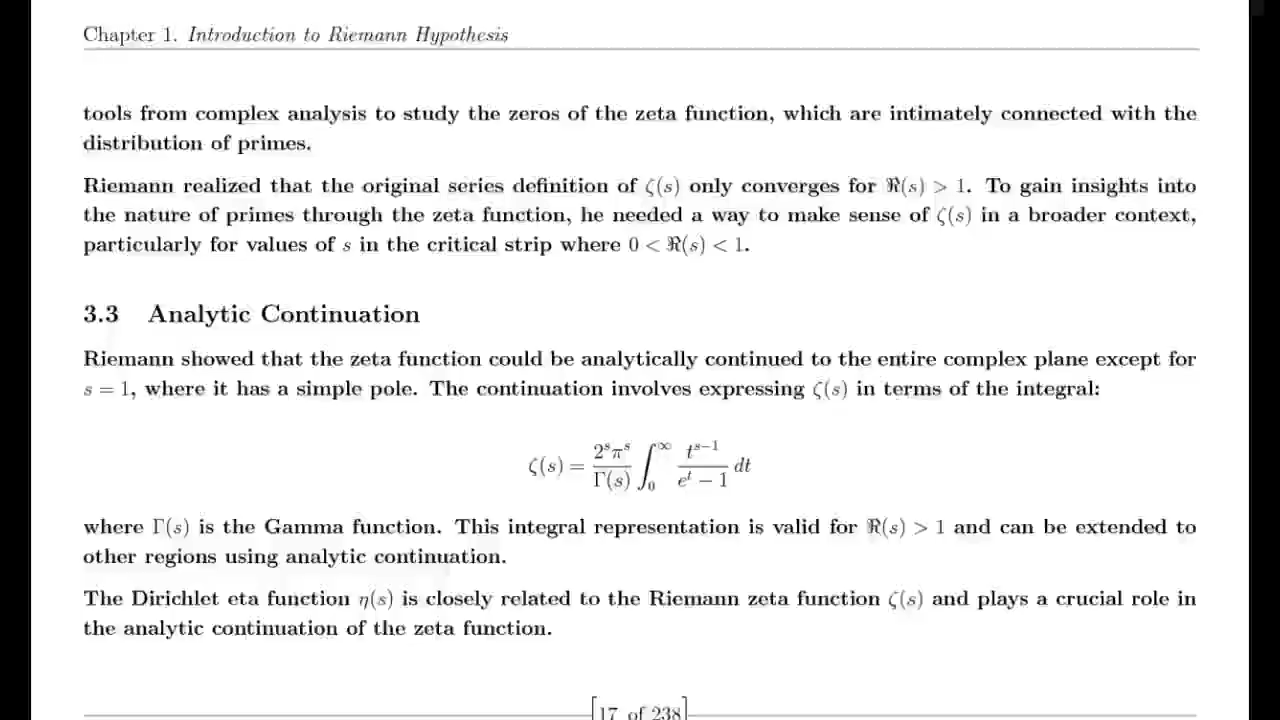 Chapter 1. Introduction to Riemann Hypothesis
tools from complex analysis to study the zeros of the zeta function, which are intimately connected with the
distribution of primes.
Riemann realized that the original series definition of ζ(s) only converges for ℜ(s) > 1. To gain insights into
the nature of primes through the zeta function, he needed a way to make sense of ζ(s) in a broader context,
particularly for values of s in the critical strip where 0 < ℜ(s) < 1.
3.3 Analytic Continuation
Riemann showed that the zeta function could be analytically continued to the entire complex plane except for
s = 1, where it has a simple pole. The continuation involves expressing ζ(s) in terms of the integral:
ζ(s) = \frac{2^s π^s}{Γ(s)} \int_0^∞ \frac{t^{s−1}}{e^t − 1} dt
where Γ(s) is the Gamma function. This integral representation is valid for ℜ(s) > 1 and can be extended to
other regions using analytic continuation.
The Dirichlet eta function η(s) is closely related to the Riemann zeta function ζ(s) and plays a crucial role in
the analytic continuation of the zeta function.
[17 of 238]